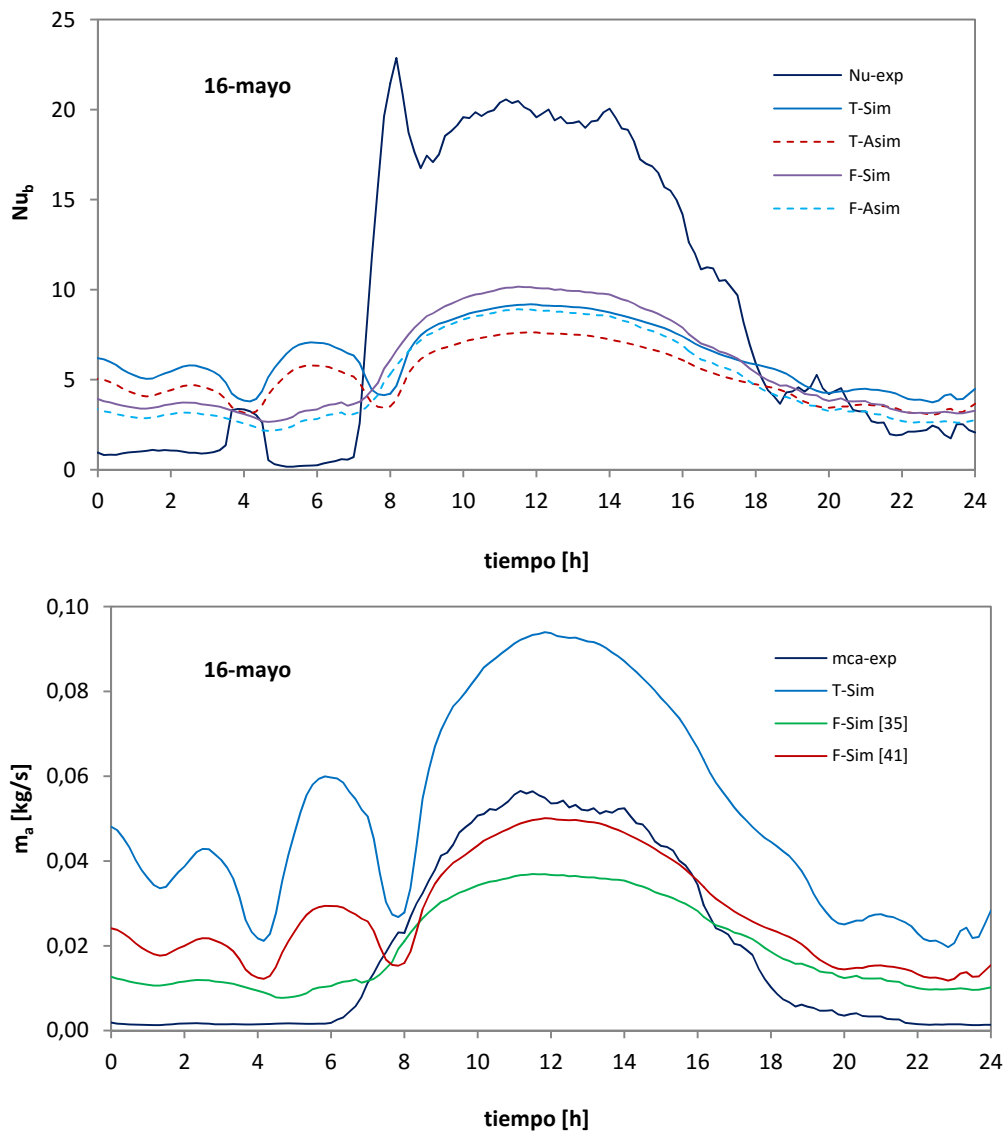 25
20
15
10
5
0
Nu_b
16-mayo
Nu-exp
T-Sim
T-Asim
F-Sim
F-Asim
0 2 4 6 8 10 12 14 16 18 20 22 24
tiempo [h]
0,10
0,08
0,06
0,04
0,02
0,00
m_a [kg/s]
16-mayo
mca-exp
T-Sim
F-Sim [35]
F-Sim [41]
0 2 4 6 8 10 12 14 16 18 20 22 24
tiempo [h]